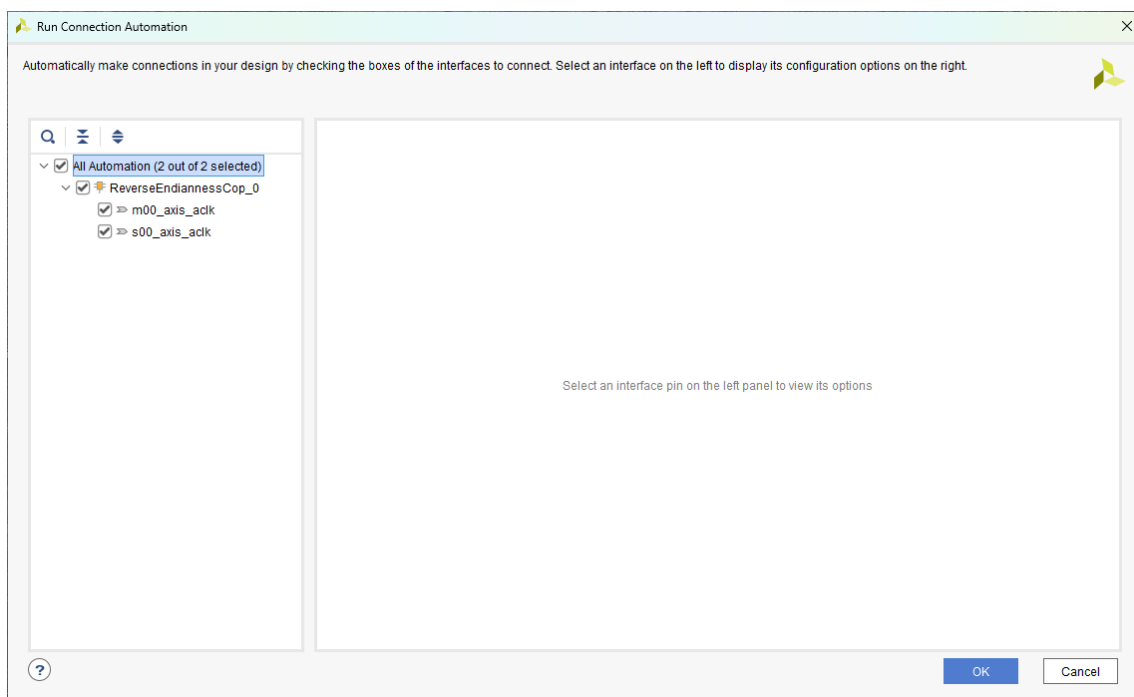 Run Connection Automation
Automatically make connections in your design by checking the boxes of the interfaces to connect. Select an interface on the left to display its configuration options on the right.
All Automation (2 out of 2 selected)
ReverseEndiannessCop_0
m00_axis_aclk
s00_axis_aclk
Select an interface pin on the left panel to view its options
?
OK
Cancel